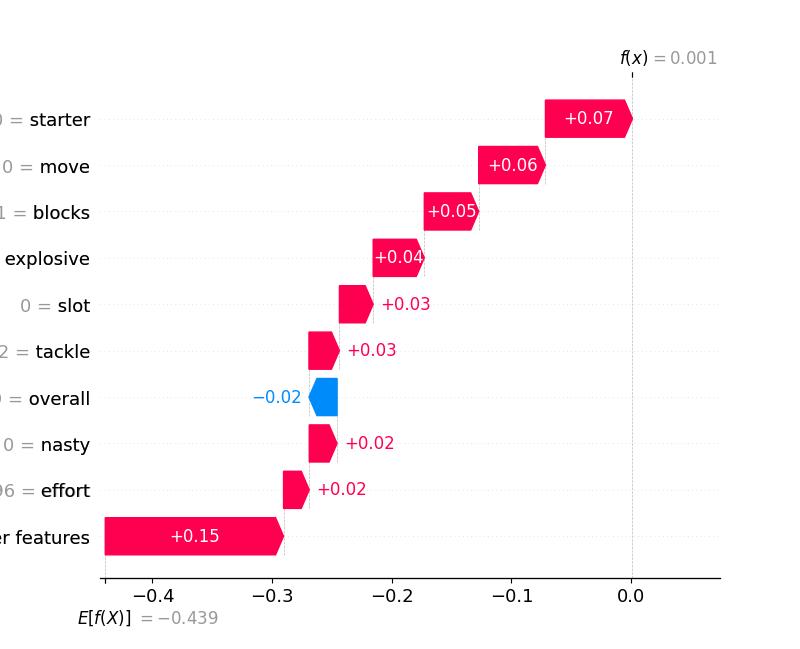 f(x) = 0.001
= starter +0.07
0 = move +0.06
= blocks +0.05
explosive +0.04
0 = slot +0.03
2 = tackle +0.03
= overall −0.02
0 = nasty +0.02
= effort +0.02
features +0.15
−0.4 −0.3 −0.2 −0.1 0.0
E[f(X)] = −0.439